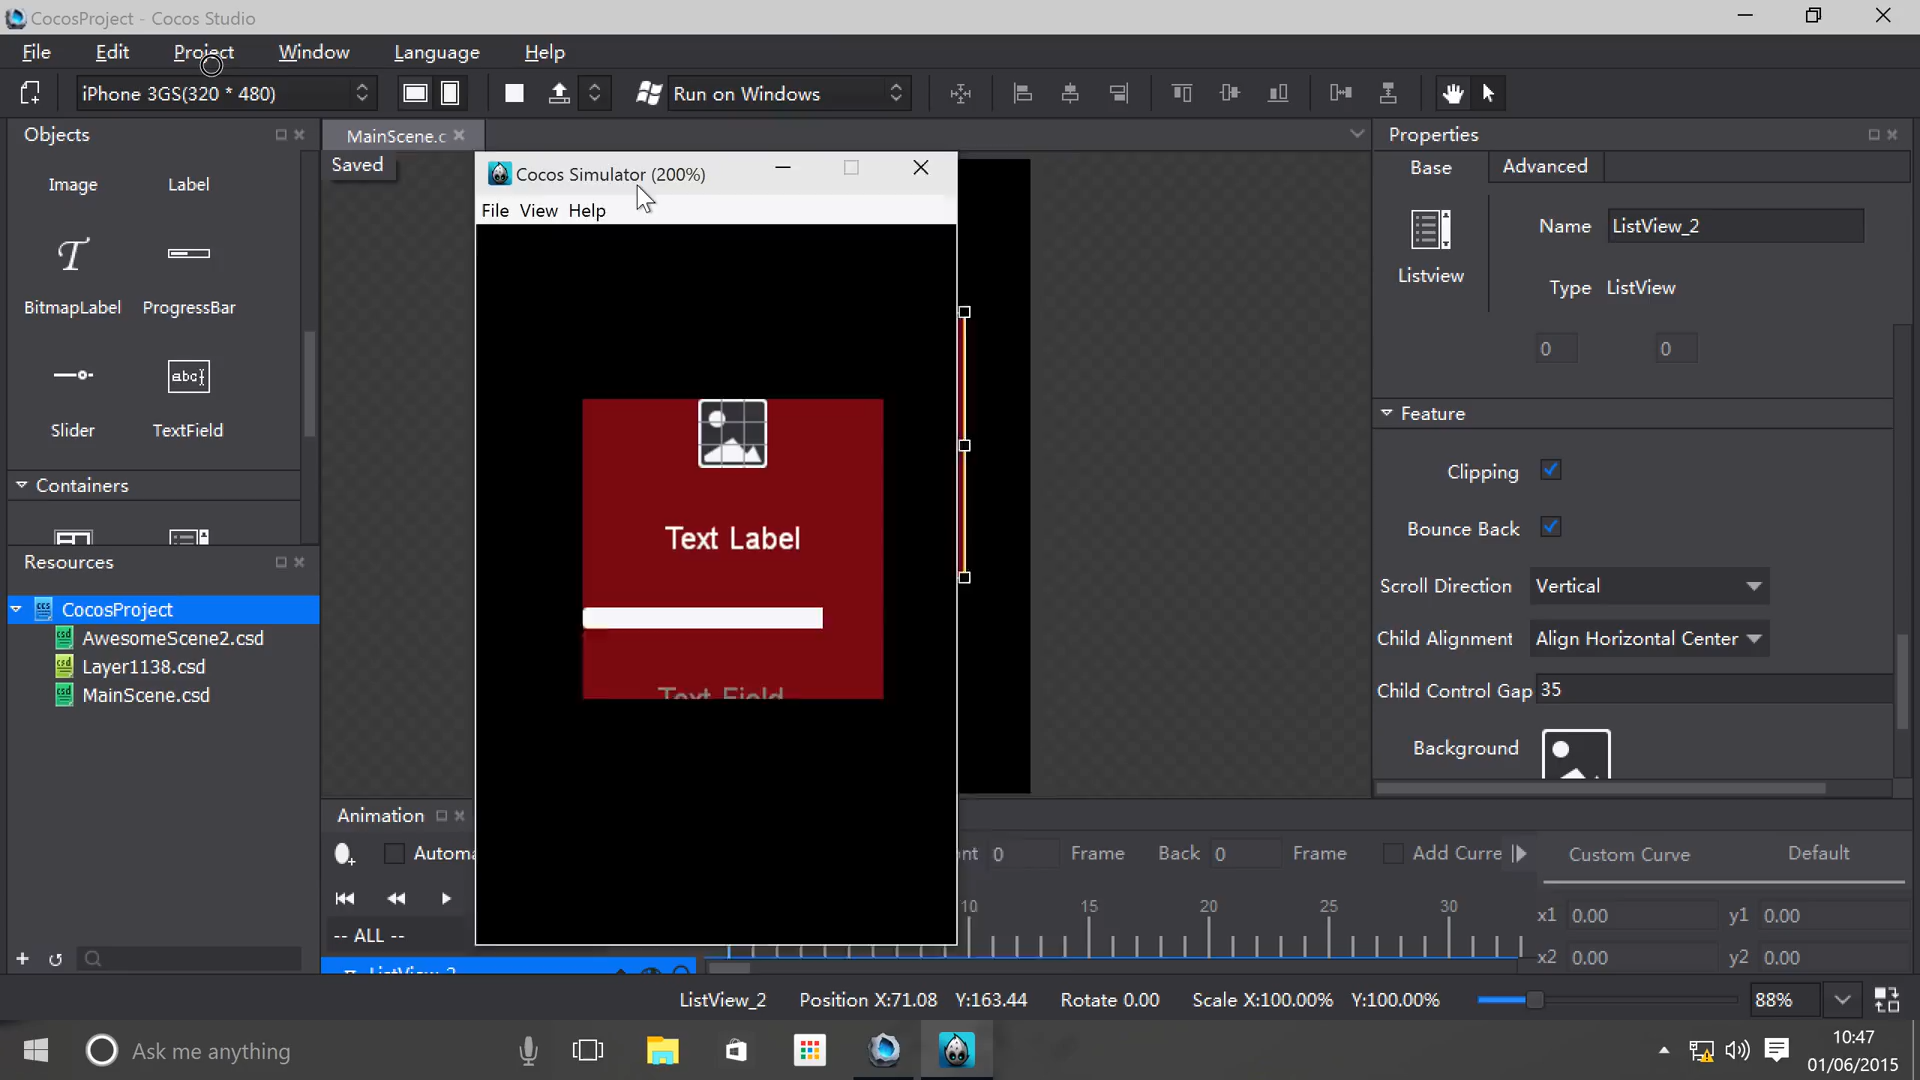 CocosProject - Cocos Studio
File Edit Project Window Language Help
iPhone 3GS(320 * 480)
Run on Windows
Objects
Image Label
BitmapLabel ProgressBar
abc
Slider TextField
Containers
Resources
CocosProject
AwesomeScene2.csd
Layer1138.csd
MainScene.csd
MainScene.c
Saved
Cocos Simulator (200%)
File View Help
Text Label
Text Field
Properties
Base Advanced
Name ListView_2
Listview
Type ListView
0 0
Feature
Clipping
Bounce Back
Scroll Direction Vertical
Child Alignment Align Horizontal Center
Child Control Gap 35
Background
Animation
Automa
nt 0 Frame Back 0 Frame Add Curre
Custom Curve Default
-- ALL --
10 15 20 25 30
x1 0.00 y1 0.00
x2 0.00 y2 0.00
ListView_2
ListView_2 Position X:71.08 Y:163.44 Rotate 0.00 Scale X:100.00% Y:100.00% 88%
Ask me anything
10:47
01/06/2015